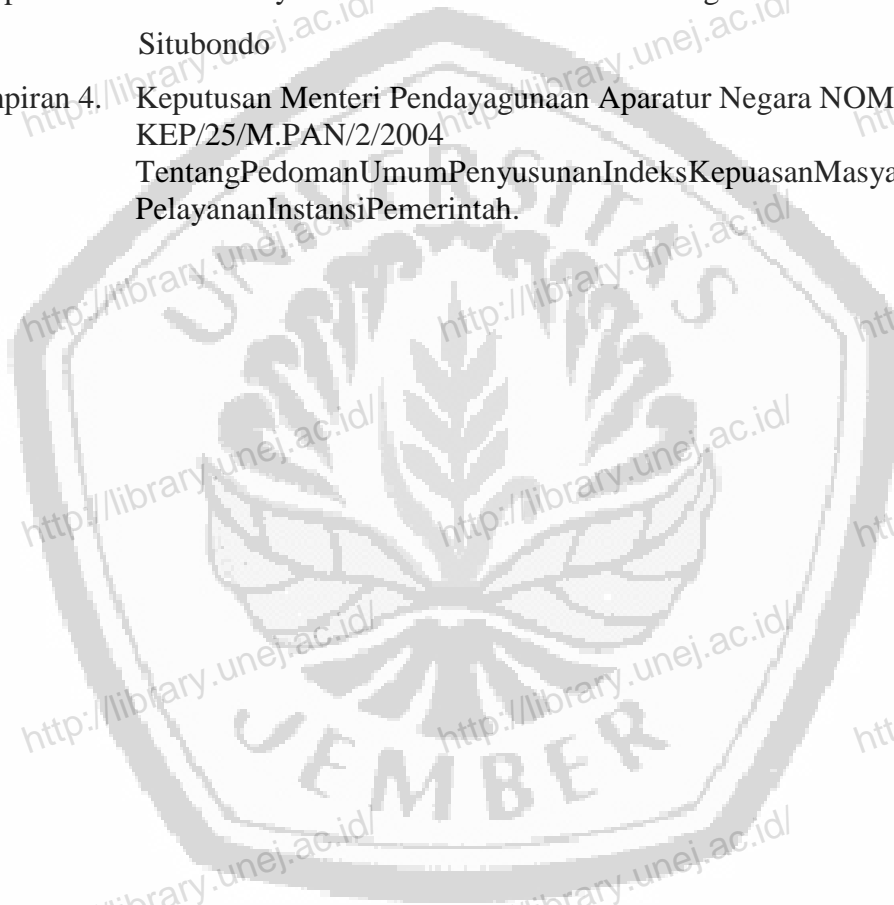 Situbondo
mpiran 4. Keputusan Menteri Pendayagunaan Aparatur Negara NOM
KEP/25/M.PAN/2/2004
TentangPedomanUmumPenyusunanIndeksKepuasanMasya
PelayananInstansiPemerintah.
UNIVERSITAS
JEMBER
http://library.unej.ac.id/
http://library.unej.ac.id/
http://library.unej.ac.id/
http://library.unej.ac.id/
http://library.unej.ac.id/
http://library.unej.ac.id/
http://library.unej.ac.id/
http://library.unej.ac.id/